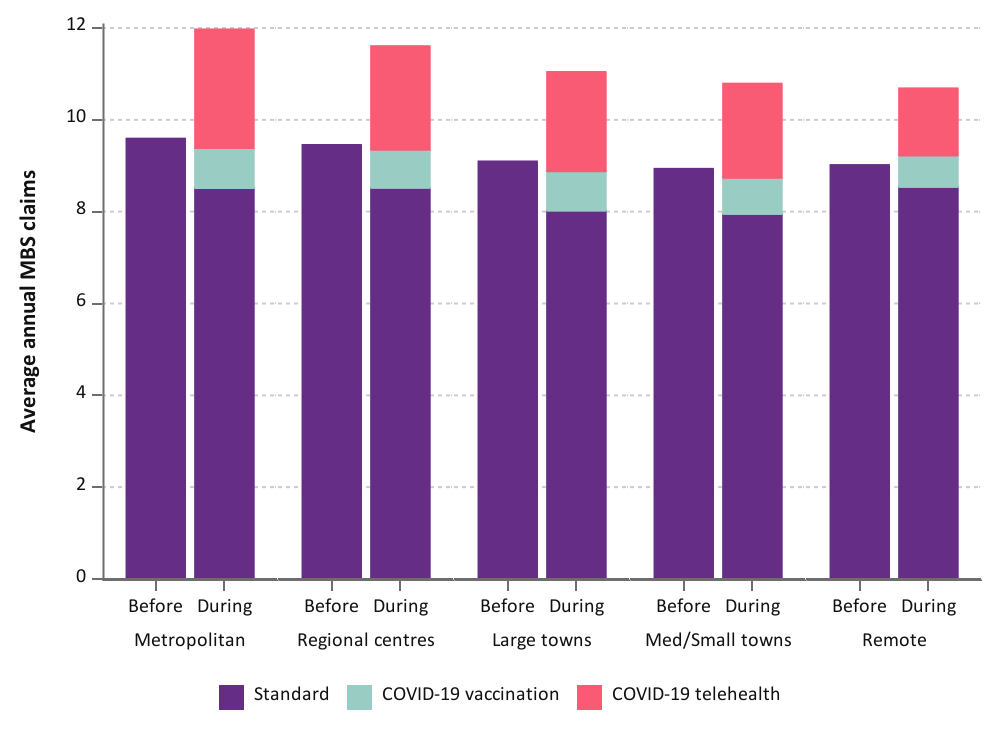 Average annual MBS claims
12
10
8
6
4
2
0
Before During Before During Before During Before During Before During
Metropolitan Regional centres Large towns Med/Small towns Remote
Standard COVID-19 vaccination COVID-19 telehealth